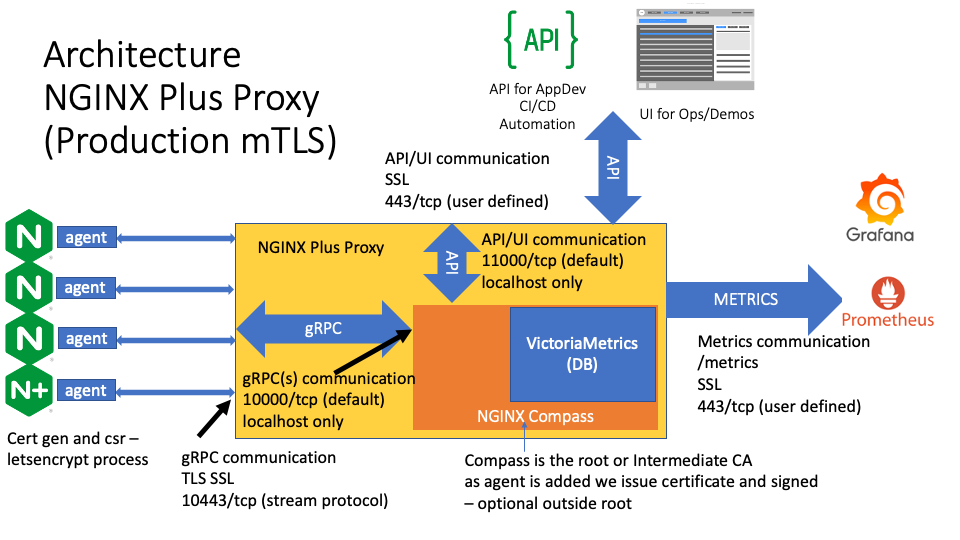 Architecture
NGINX Plus Proxy
(Production mTLS)
{API}
API for AppDev
CI/CD
Automation
UI for Ops/Demos
API/UI communication
SSL
443/tcp (user defined)
API
Grafana
Prometheus
N
agent
N
agent
N
agent
N+
agent
NGINX Plus Proxy
API
API/UI communication
11000/tcp (default)
localhost only
gRPC
METRICS
VictoriaMetrics
(DB)
NGINX Compass
gRPC(s) communication
10000/tcp (default)
localhost only
Metrics communication
/metrics
SSL
443/tcp (user defined)
Cert gen and csr –
letsencrypt process
gRPC communication
TLS SSL
10443/tcp (stream protocol)
Compass is the root or Intermediate CA
as agent is added we issue certificate and signed
– optional outside root